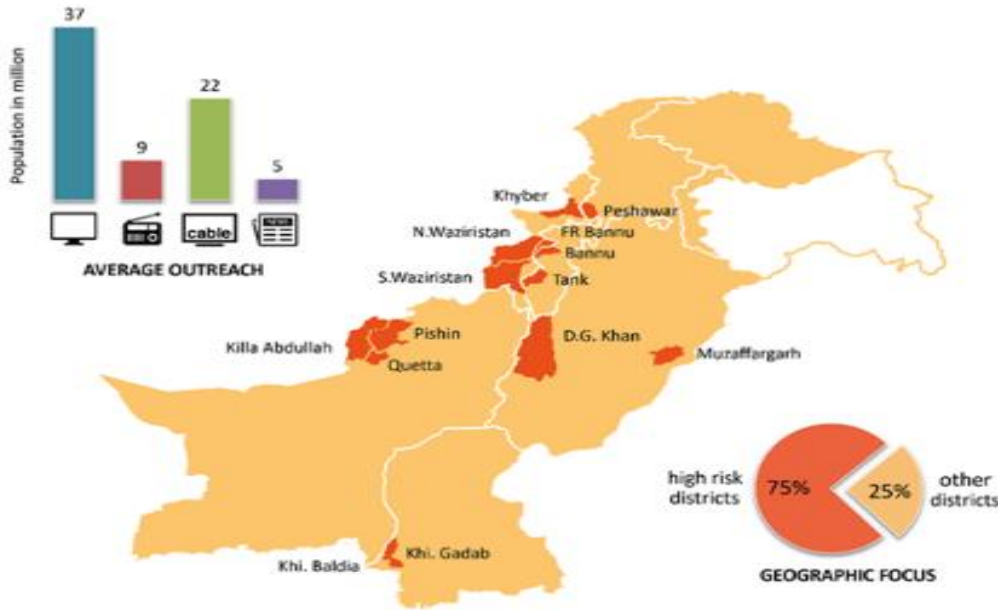 37
9
22
5
Population in million
cable
NEWS
AVERAGE OUTREACH
Khyber
Peshawar
N.Waziristan
FR Bannu
Bannu
S.Waziristan
Tank
Killa Abdullah
Pishin
Quetta
D.G. Khan
Muzaffargarh
Khi. Baldia
Khi. Gadab
high risk
districts
75%
25%
other
districts
GEOGRAPHIC FOCUS